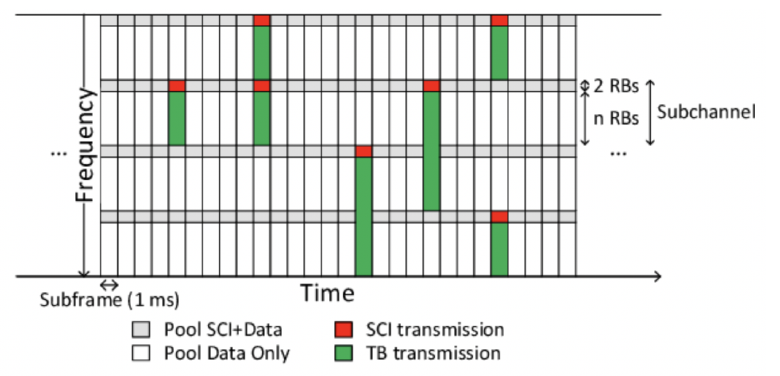 2 RBs
n RBs
Subchannel
...
...
Frequency
Subframe (1 ms)
Time
Pool SCI+Data
SCI transmission
Pool Data Only
TB transmission